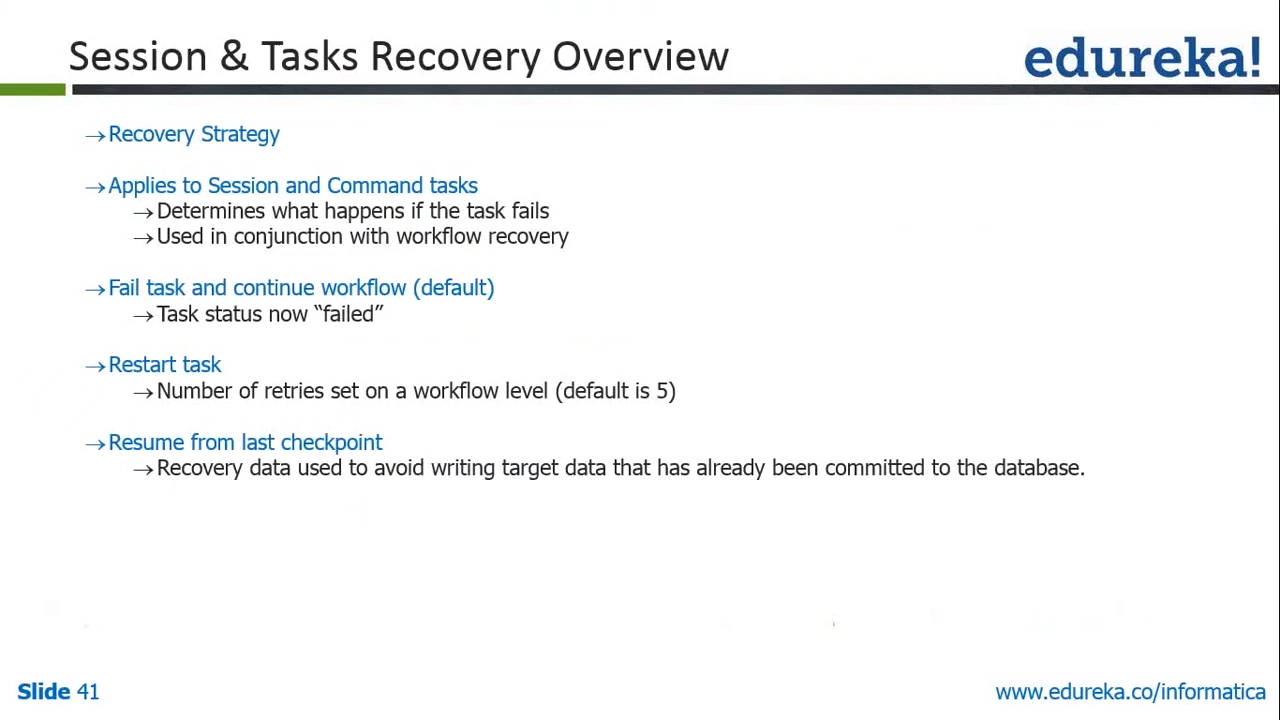 Session & Tasks Recovery Overview
edureka!
→Recovery Strategy
→Applies to Session and Command tasks
→Determines what happens if the task fails
→Used in conjunction with workflow recovery
→Fail task and continue workflow (default)
→Task status now “failed”
→Restart task
→Number of retries set on a workflow level (default is 5)
→Resume from last checkpoint
→Recovery data used to avoid writing target data that has already been committed to the database.
Slide 41
www.edureka.co/informatica